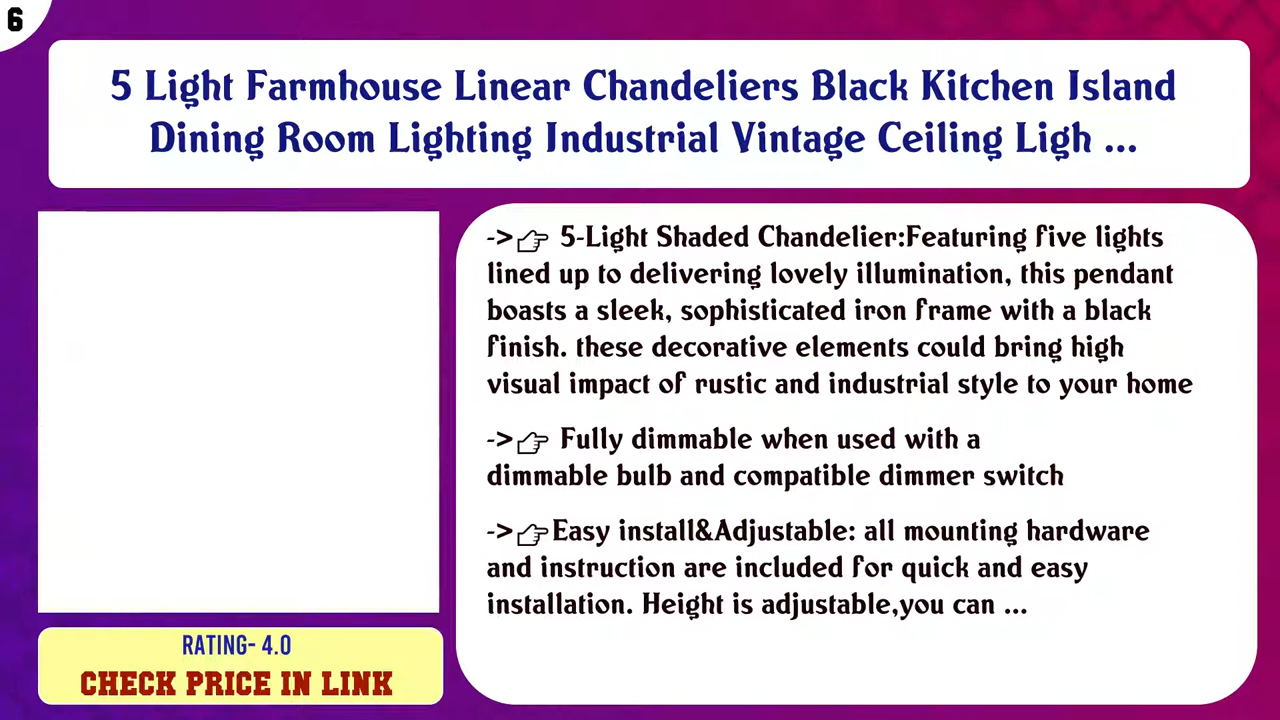 6
5 Light Farmhouse Linear Chandeliers Black Kitchen Island
Dining Room Lighting Industrial Vintage Ceiling Ligh ...
->👉 5-Light Shaded Chandelier:Featuring five lights
lined up to delivering lovely illumination, this pendant
boasts a sleek, sophisticated iron frame with a black
finish. these decorative elements could bring high
visual impact of rustic and industrial style to your home
->👉 Fully dimmable when used with a
dimmable bulb and compatible dimmer switch
->👉Easy install&Adjustable: all mounting hardware
and instruction are included for quick and easy
installation. Height is adjustable,you can ...
RATING- 4.0
CHECK PRICE IN LINK